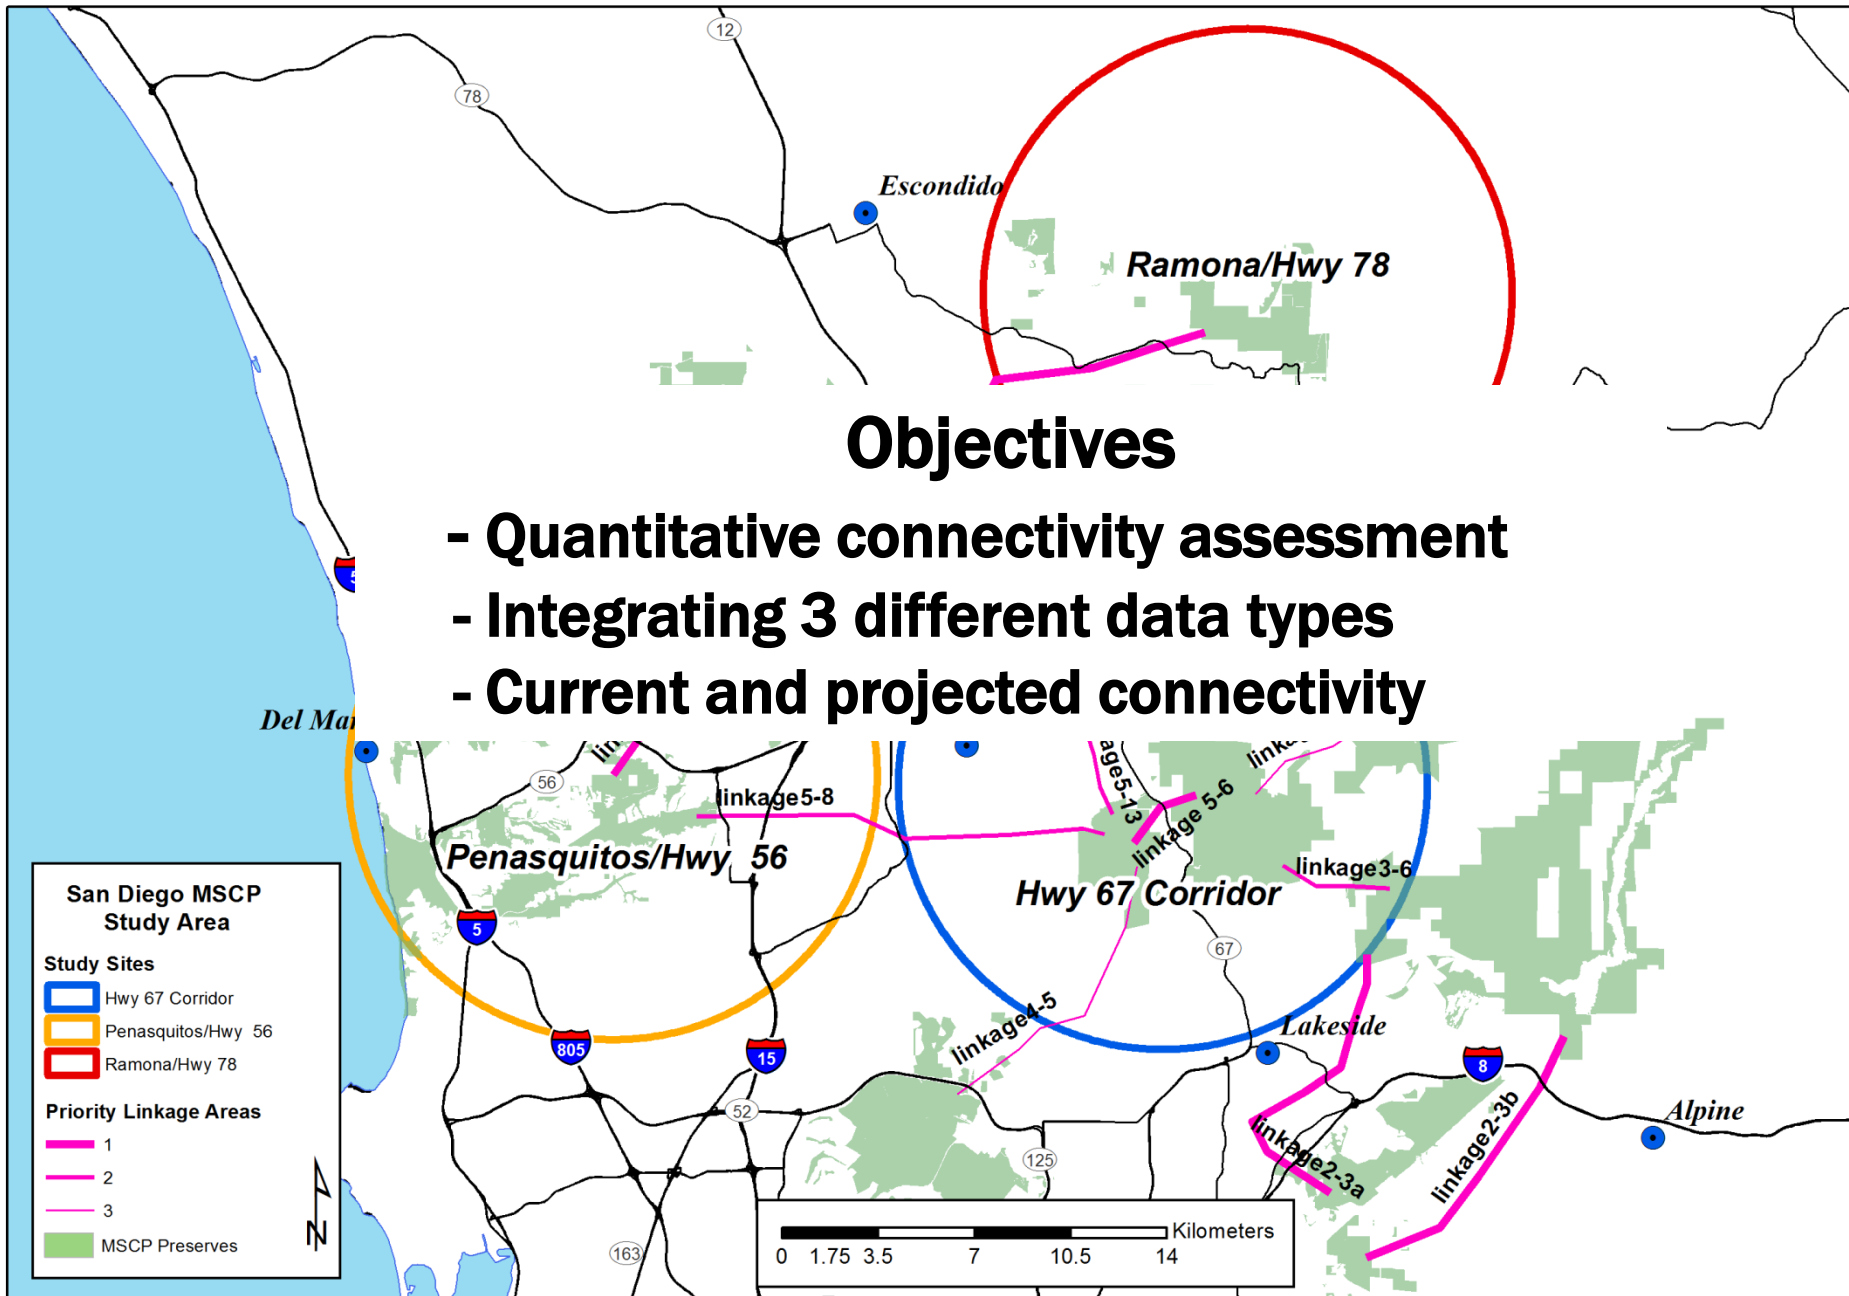 12
78
Escondido
Ramona/Hwy 78
Objectives
- Quantitative connectivity assessment
- Integrating 3 different data types
- Current and projected connectivity
5
Del Mar
56
linkage5-8
linkage 5-6
linkage3-6
Penasquitos/Hwy 56
Hwy 67 Corridor
5
67
linkage4-5
Lakeside
805
15
8
52
Alpine
linkage2-3b
linkage2-3a
125
163
San Diego MSCP
Study Area
Study Sites
Hwy 67 Corridor
Penasquitos/Hwy 56
Ramona/Hwy 78
Priority Linkage Areas
1
2
3
MSCP Preserves
N
Kilometers
0 1.75 3.5 7 10.5 14